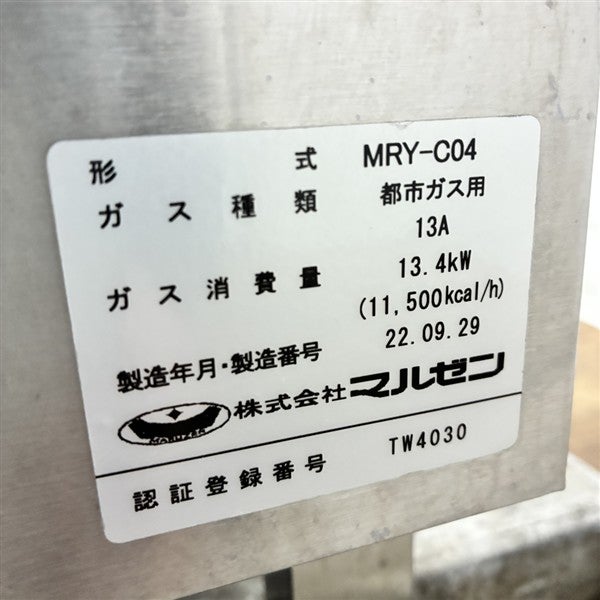 形式 MRY-C04
ガス種類 都市ガス用
13A
ガス消費量 13.4kW
(11,500kcal/h)
製造年月・製造番号 22.09.29
MARUZEN 株式会社マルゼン
認証登録番号 TW4030